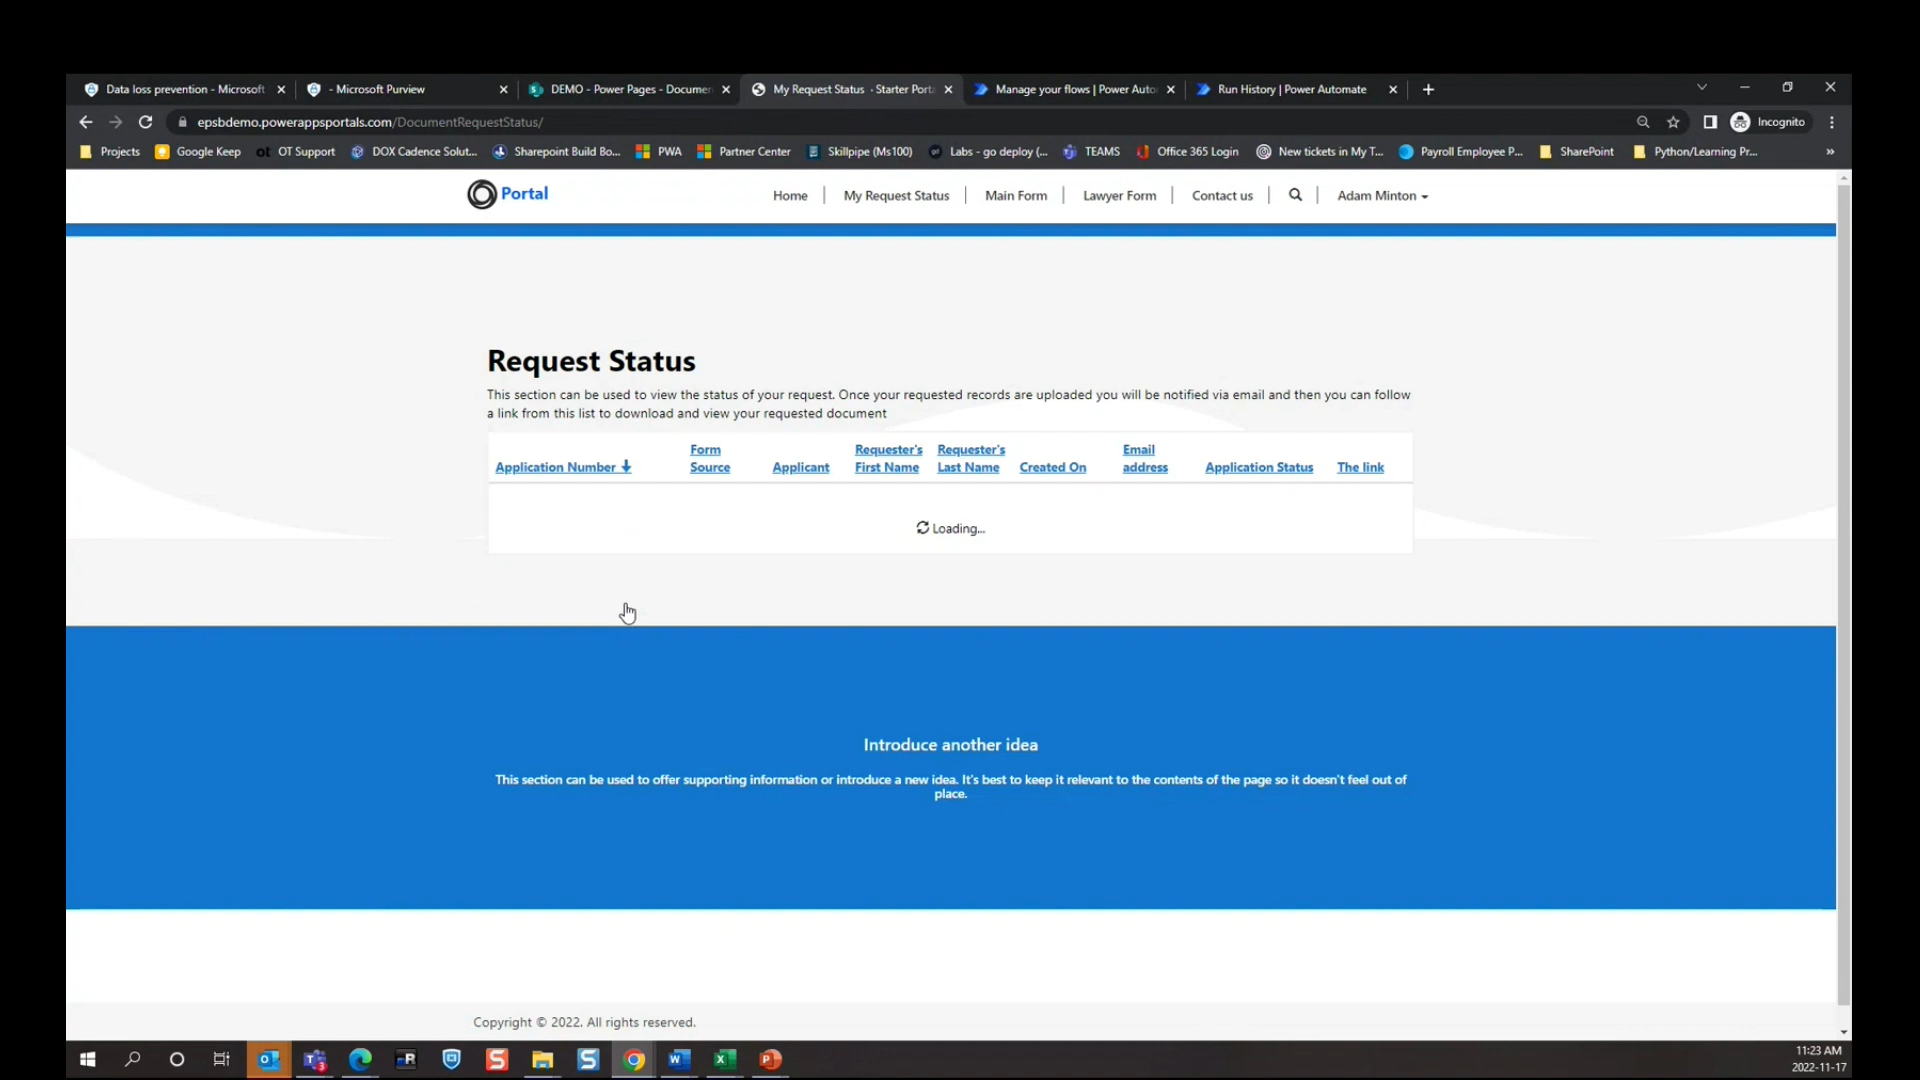 Data loss prevention - Microsoft
- Microsoft Purview
DEMO - Power Pages - Documen
My Request Status · Starter Porta
Manage your flows | Power Auto
Run History | Power Automate
epsbdemo.powerappsportals.com/DocumentRequestStatus/
Incognito
Projects
Google Keep
OT Support
DOX Cadence Solut...
Sharepoint Build Bo...
PWA
Partner Center
Skillpipe (Ms100)
Labs - go deploy (...
TEAMS
Office 365 Login
New tickets in My T...
Payroll Employee P...
SharePoint
Python/Learning Pr...
»
Portal
Home
My Request Status
Main Form
Lawyer Form
Contact us
Adam Minton
Request Status
This section can be used to view the status of your request. Once your requested records are uploaded you will be notified via email and then you can follow
a link from this list to download and view your requested document
Application Number
Form
Source
Applicant
Requester's
First Name
Requester's
Last Name
Created On
Email
address
Application Status
The link
Loading...
Introduce another idea
This section can be used to offer supporting information or introduce a new idea. It's best to keep it relevant to the contents of the page so it doesn't feel out of
place.
Copyright © 2022. All rights reserved.
11:23 AM
2022-11-17